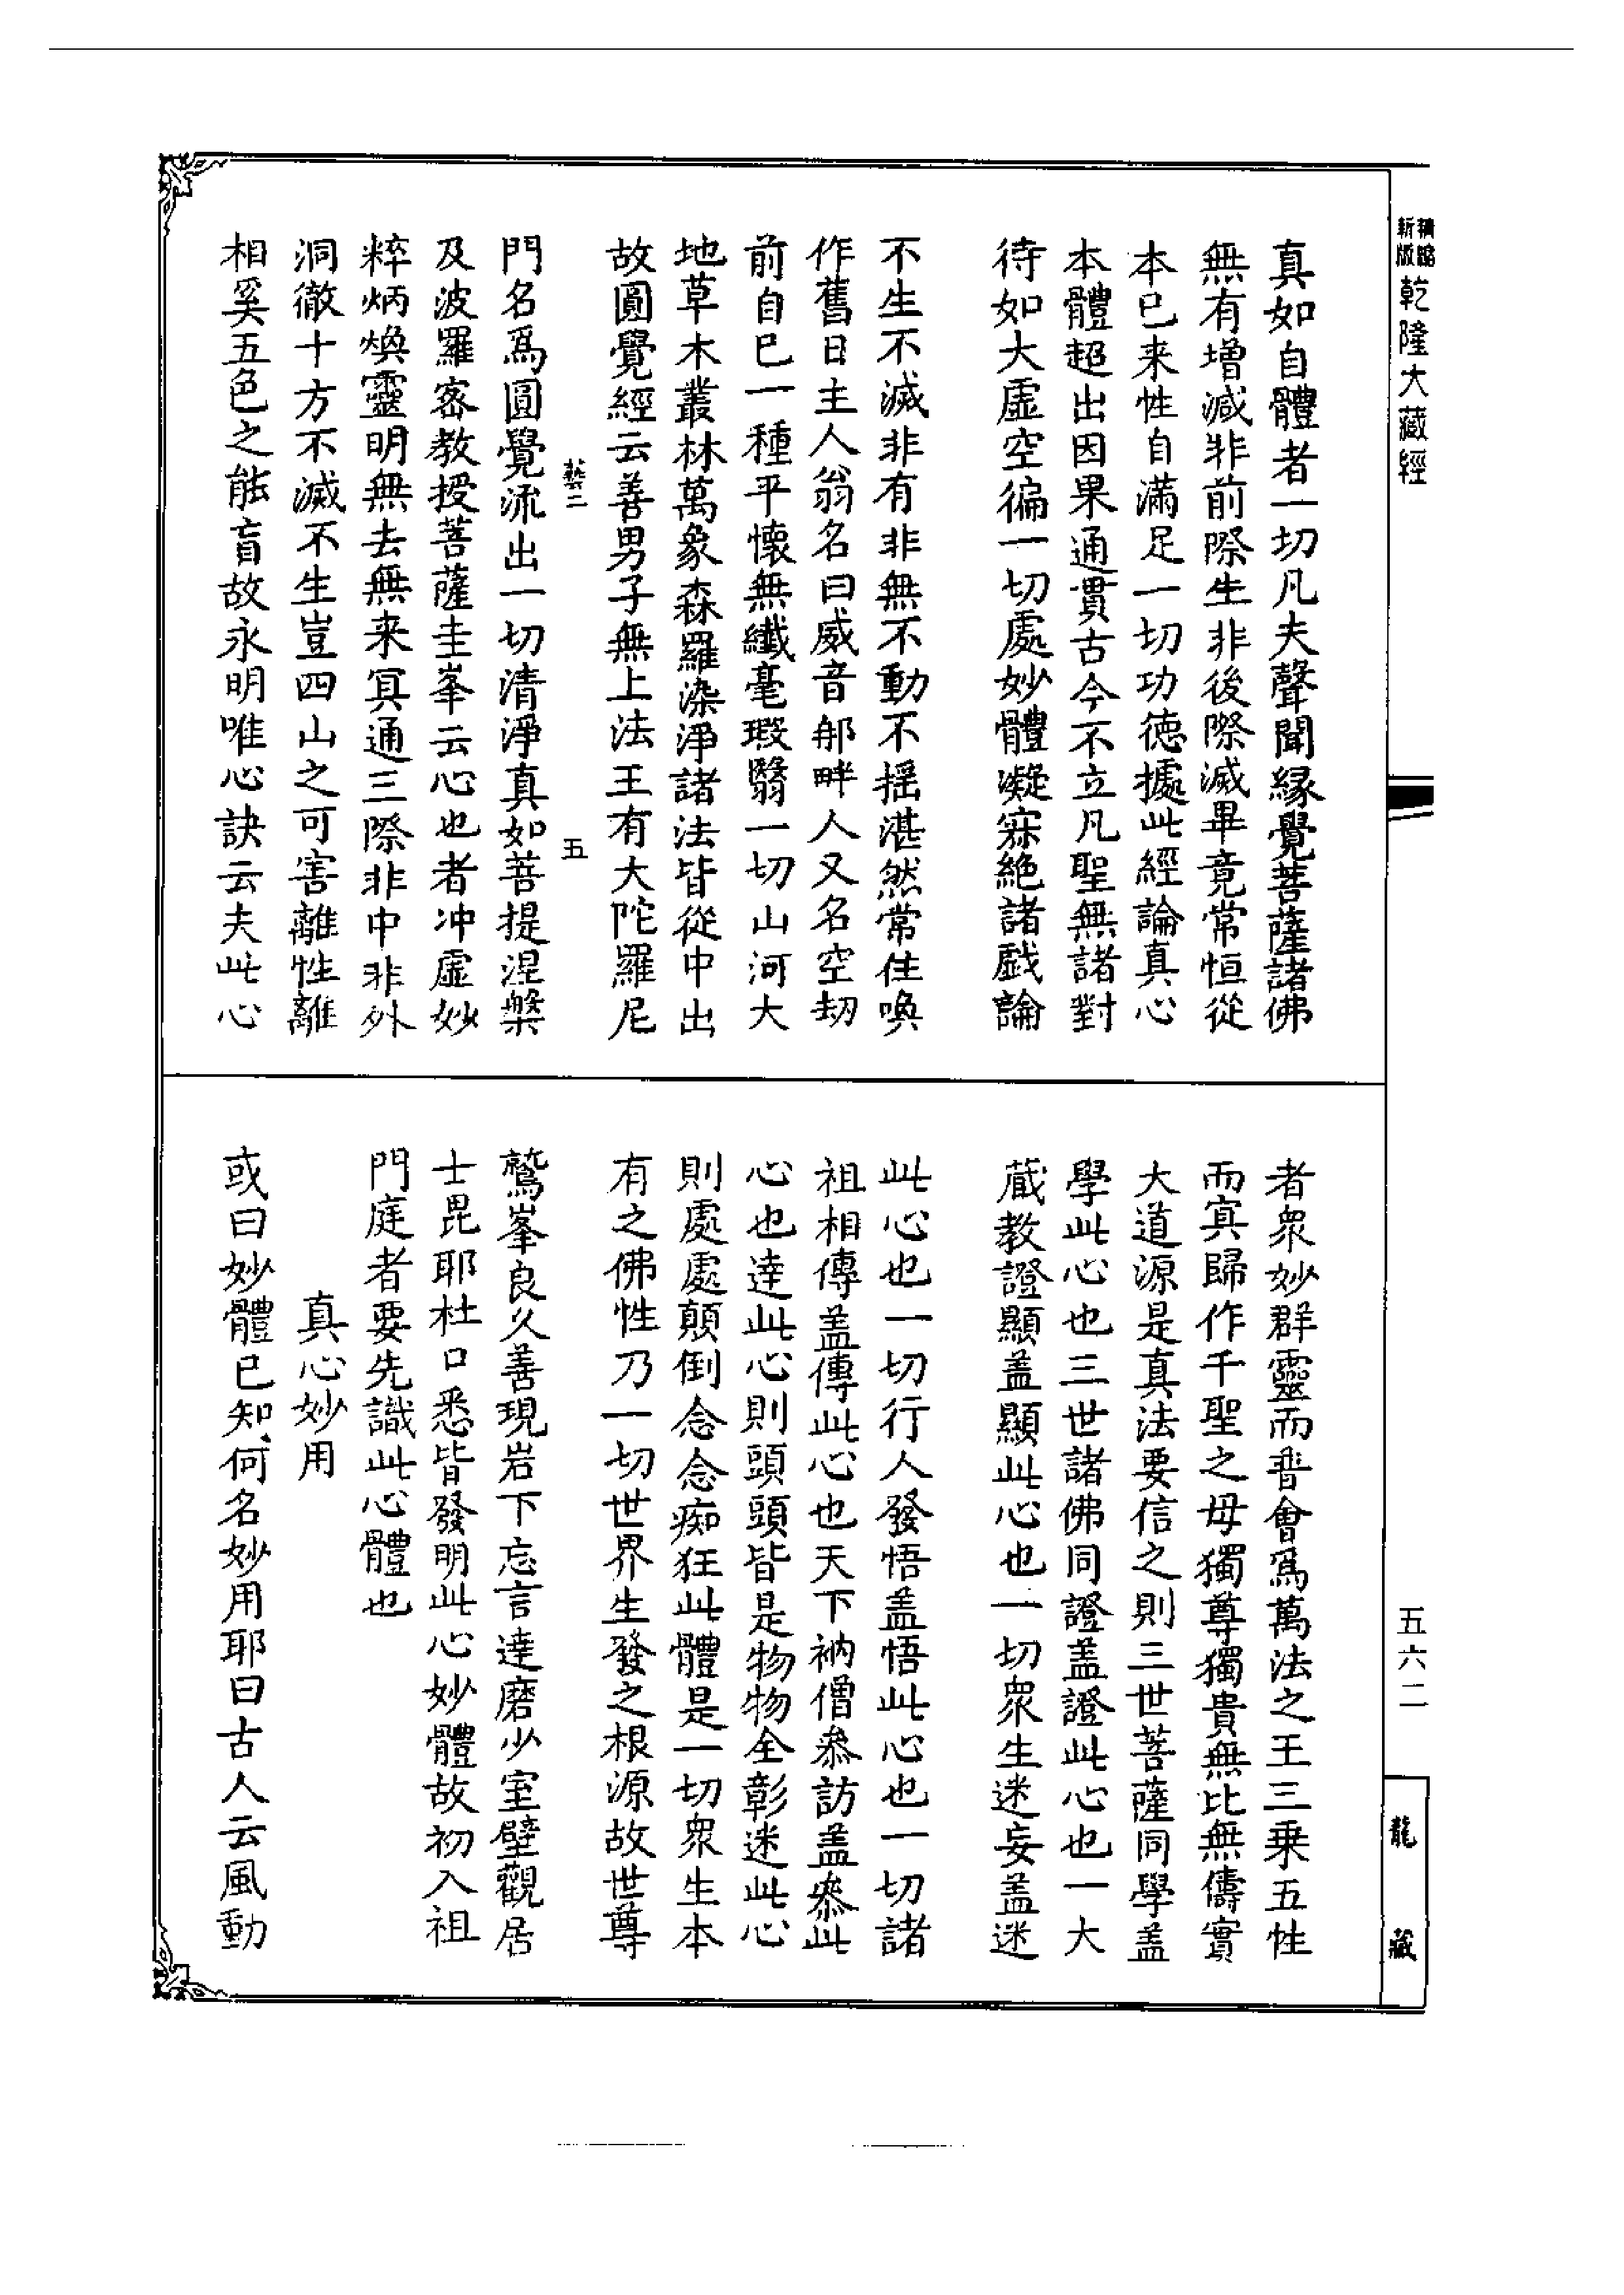 新版
精縮
乾隆大藏經
真如自體者一切凡夫聲聞緣覺菩薩諸佛
無有增減非前際生非後際滅畢竟常恒從
本已来性自滿足一切功德據此經論真心
本體超出因果通貫古今不立凡聖無諸對
待如大虛空徧一切處妙體凝寂絶諸戲論
不生不滅非有非無不動不搖湛然常住喚
作舊日主人翁名曰威音那畔人又名空劫
前自已一種平懷無纖毫瑕翳一切山河大
地草木叢林萬象森羅染淨諸法皆從中出
故圓覺經云善男子無上法王有大陀羅尼
藝二
五
門名爲圓覺流出一切清淨真如菩提涅槃
及波羅密教授菩薩圭峯云心也者冲虛妙
粹炳煥靈明無去無来冥通三際非中非外
洞徹十方不滅不生豈四山之可害離性離
相奚五色之能盲故永明唯心訣云夫此心
者眾妙群靈而普會爲萬法之王三乗五性
而寘歸作千聖之母獨尊獨貴無比無儔實
大道源是真法要信之則三世菩薩同學盖
學此心也三世諸佛同證盖證此心也一大
蔵教證顯盖顯此心也一切眾生迷妄盖迷
此心也一切行人發悟盖悟此心也一切諸
祖相傳盖傳此心也天下衲僧叅訪盖叅此
心也達此心則頭頭皆是物物全彰迷此心
則處處顛倒念念痴狂此體是一切眾生本
有之佛性乃一切世界生發之根源故世尊
鷲峯良久善現岩下忘言達磨少室壁觀居
士毘耶杜口悉皆發明此心妙體故初入祖
門庭者要先識此心體也
真心妙用
或曰妙體已知何名妙用耶曰古人云風動
五六二
龍藏